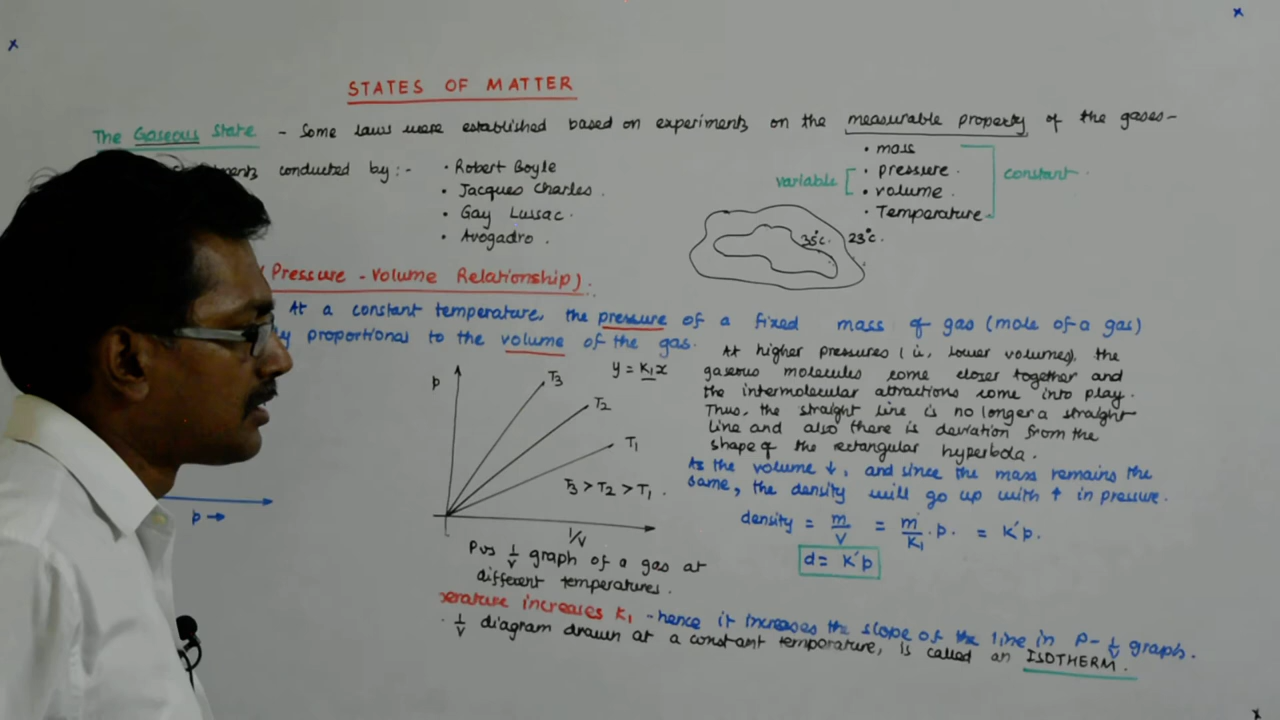 STATES OF MATTER
The Gaseous State - Some laws were established based on experiments on the measurable property of the gases-
conducted by:-
• Robert Boyle
• Jacques Charles.
• Gay Lussac.
• Avogadro.
• mass
• pressure.
• volume.
• Temperature
variable
constant.
35°c. 23°c.
(Pressure - Volume Relationship).
At a constant temperature, the pressure of a fixed mass of gas (mole of a gas)
proportional to the volume of the gas.
p →
p
T3
T2
T1
y = K1x
T3 > T2 > T1.
1/V
P vs 1/V graph of a gas at
different temperatures.
At higher pressures (ie, lower volumes), the
gaseous molecules come closer together and
the intermolecular attractions come into play.
Thus, the straight line is no longer a straight
line and also there is deviation from the
shape of the rectangular hyperbola.
As the volume ↓, and since the mass remains the
same, the density will go up with ↑ in pressure.
density = m/V = m/K1 . p. = K'p.
d = K'p
increases K1 - hence it increases the slope of the line in P- 1/V graph.
1/V diagram drawn at a constant temperature, is called an ISOTHERM.